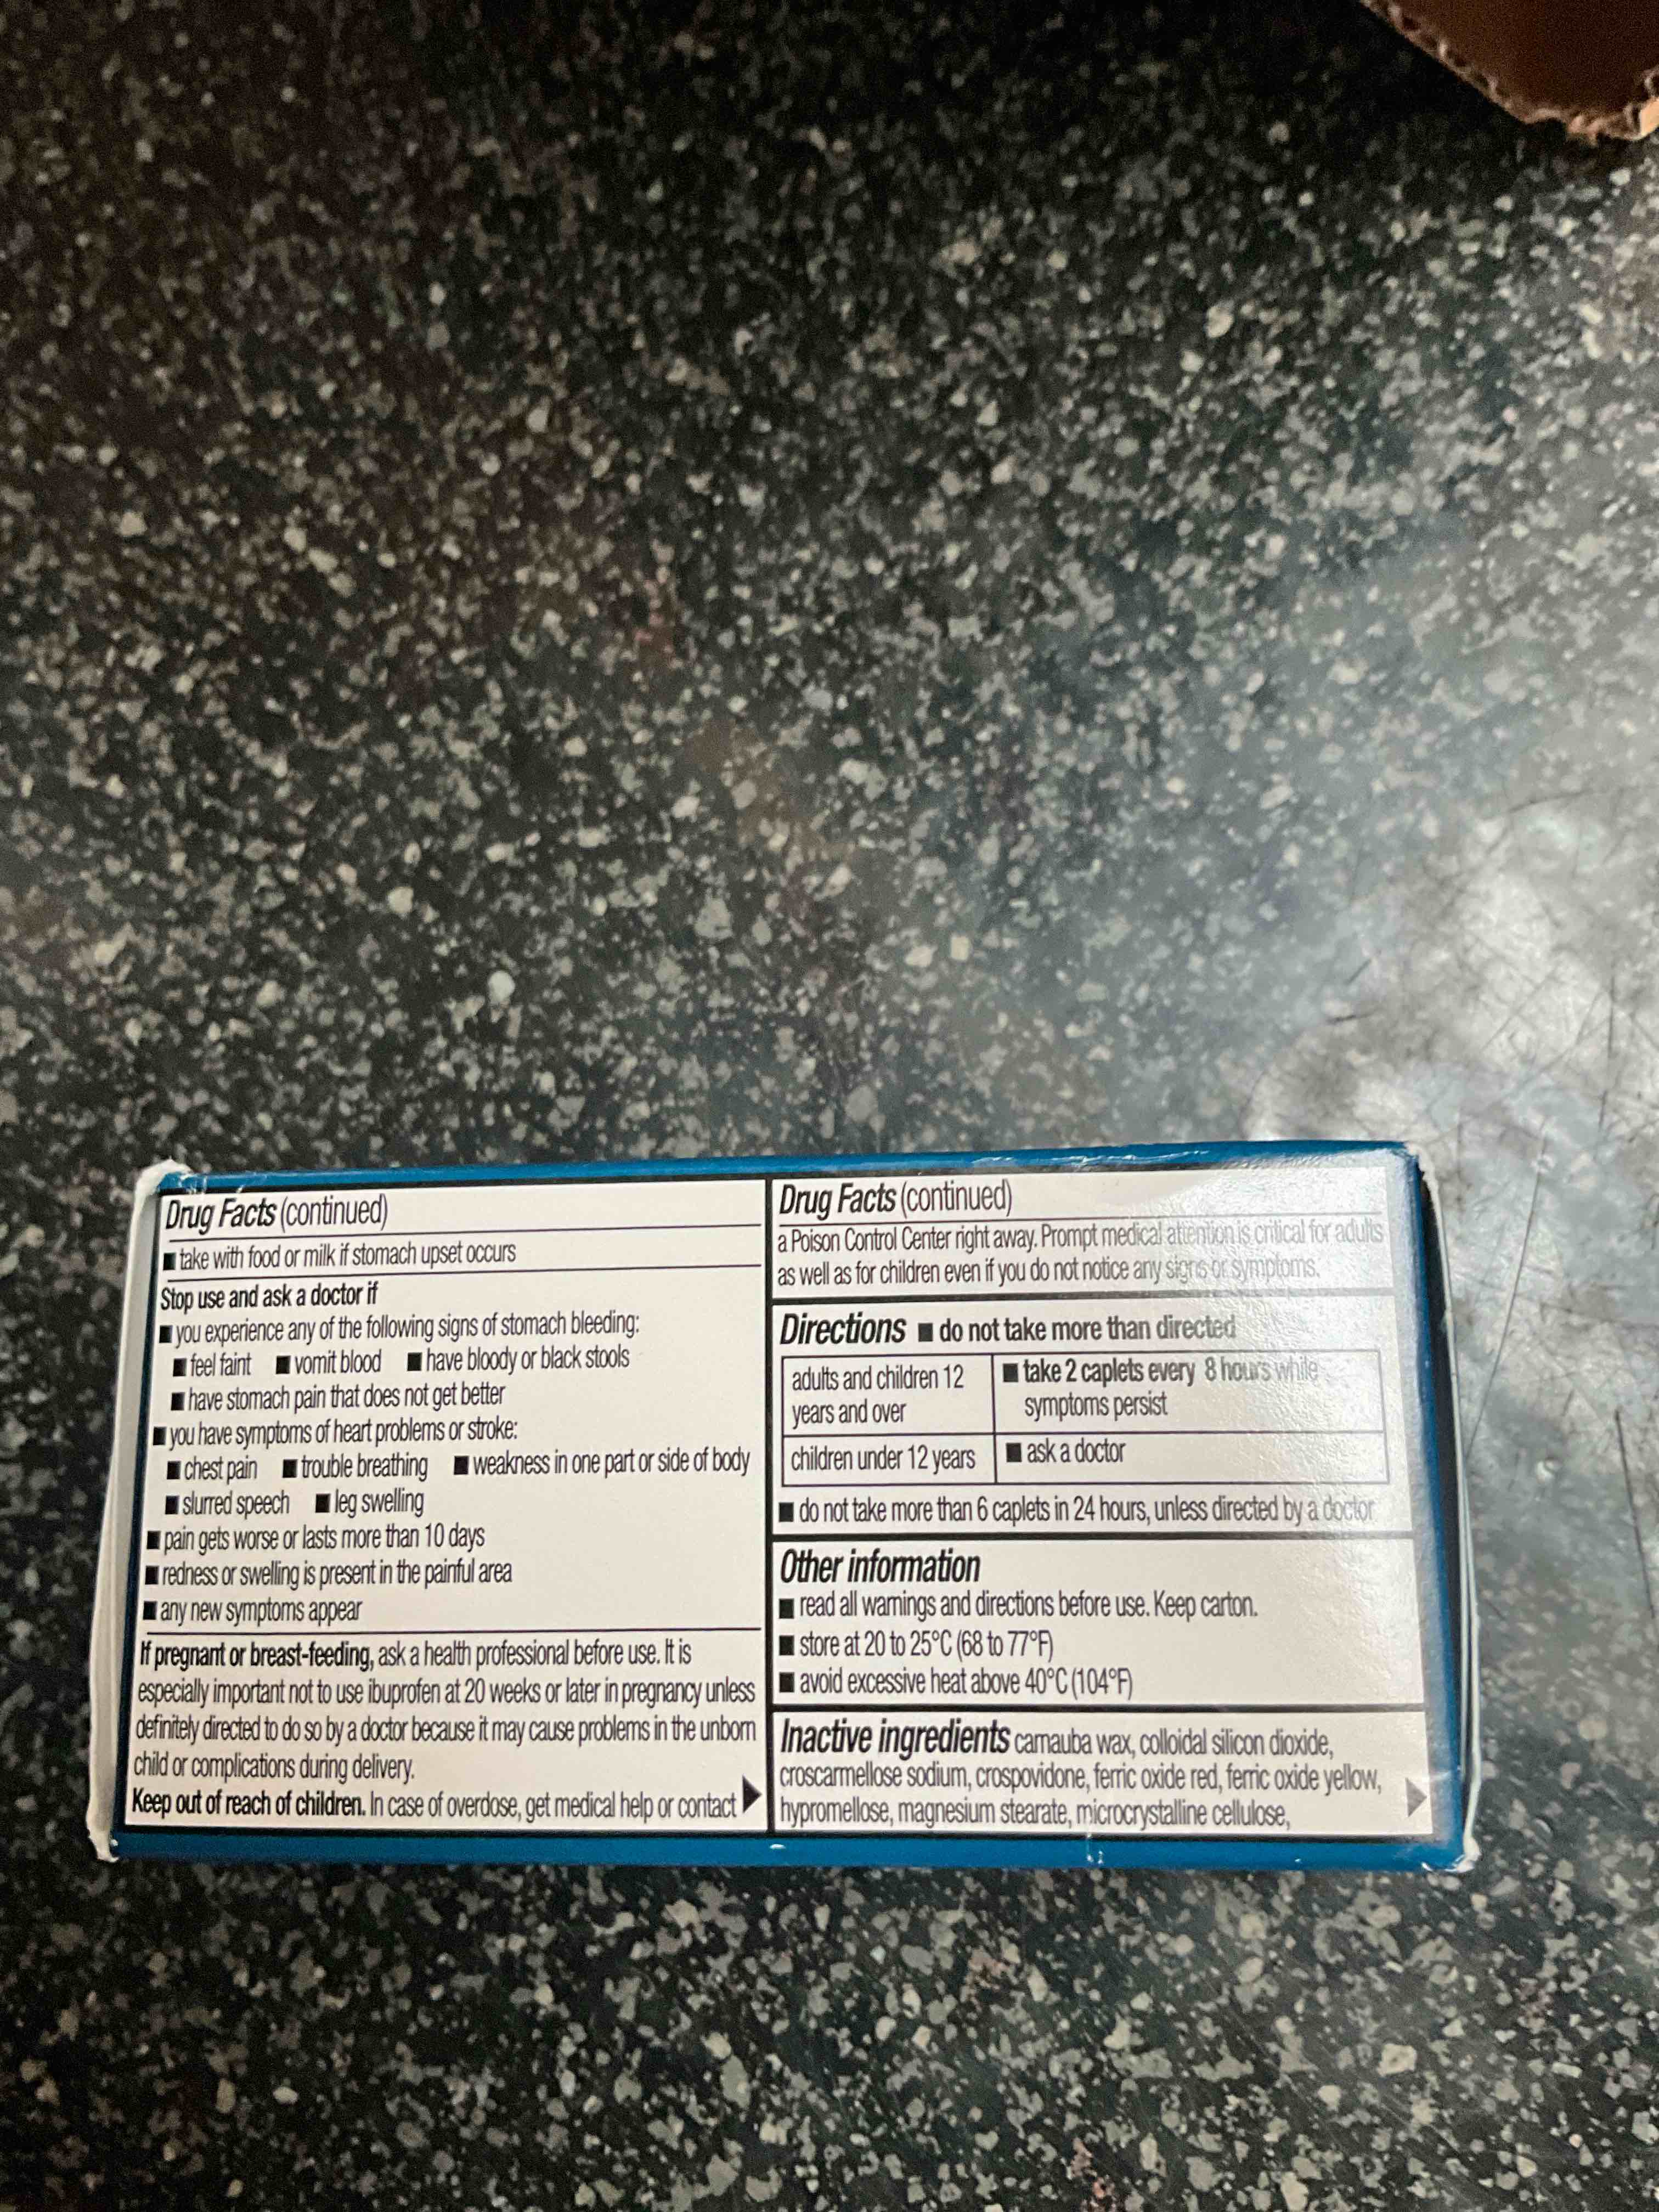 Drug Facts (continued)
■ take with food or milk if stomach upset occurs
Stop use and ask a doctor if
■ you experience any of the following signs of stomach bleeding:
■ feel faint ■ vomit blood ■ have bloody or black stools
■ have stomach pain that does not get better
■ you have symptoms of heart problems or stroke:
■ chest pain ■ trouble breathing ■ weakness in one part or side of body
■ slurred speech ■ leg swelling
■ pain gets worse or lasts more than 10 days
■ redness or swelling is present in the painful area
■ any new symptoms appear
If pregnant or breast-feeding, ask a health professional before use. It is
especially important not to use ibuprofen at 20 weeks or later in pregnancy unless
definitely directed to do so by a doctor because it may cause problems in the unborn
child or complications during delivery.
Keep out of reach of children. In case of overdose, get medical help or contact
Drug Facts (continued)
a Poison Control Center right away. Prompt medical attention is critical for adults
as well as for children even if you do not notice any signs or symptoms.
Directions ■ do not take more than directed
adults and children 12 ■ take 2 caplets every 8 hours while
years and over symptoms persist
children under 12 years ■ ask a doctor
■ do not take more than 6 caplets in 24 hours, unless directed by a doctor
Other information
■ read all warnings and directions before use. Keep carton.
■ store at 20 to 25°C (68 to 77°F)
■ avoid excessive heat above 40°C (104°F)
Inactive ingredients carnauba wax, colloidal silicon dioxide,
croscarmellose sodium, crospovidone, ferric oxide red, ferric oxide yellow,
hypromellose, magnesium stearate, microcrystalline cellulose,